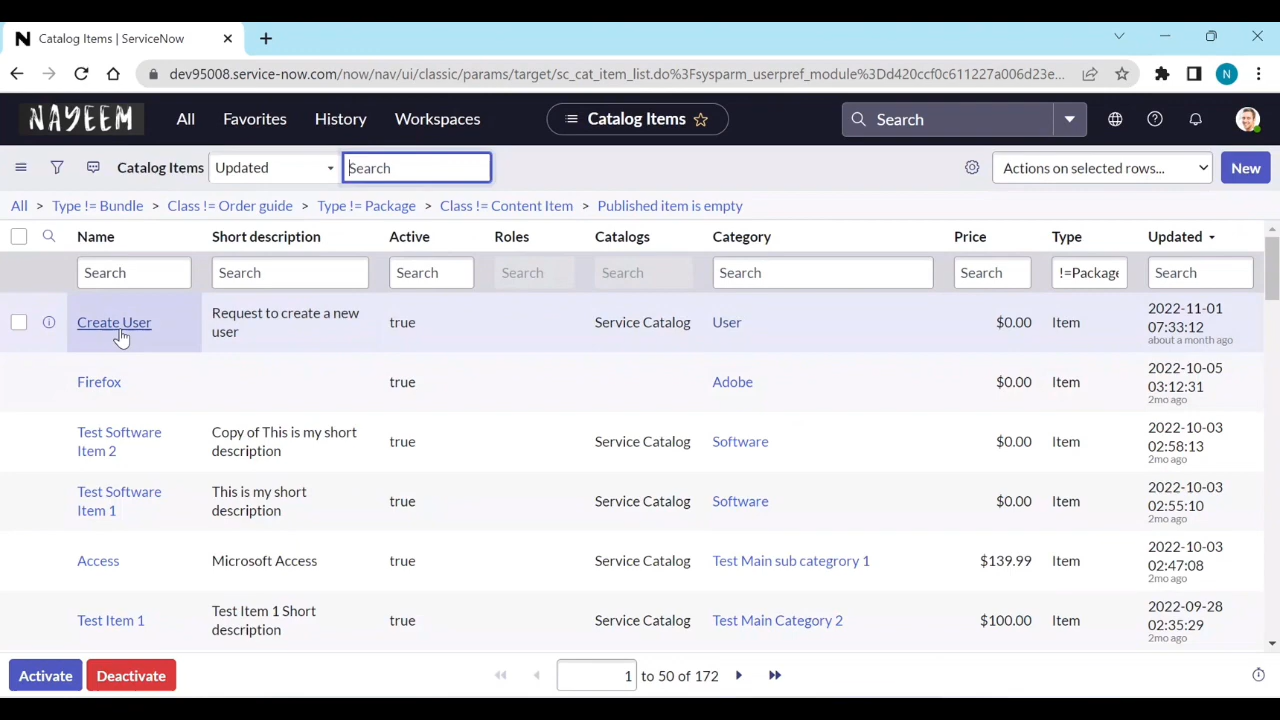 Catalog Items | ServiceNow
dev95008.service-now.com/now/nav/ui/classic/params/target/sc_cat_item_list.do%3Fsysparm_userpref_module%3Dd420ccf0c611227a006d23e...
N
NAYEEM
All Favorites History Workspaces Catalog Items Search
Catalog Items Updated Search Actions on selected rows... New
All > Type != Bundle > Class != Order guide > Type != Package > Class != Content Item > Published item is empty
Name Short description Active Roles Catalogs Category Price Type Updated
Search Search Search Search Search Search Search !=Package Search
Create User Request to create a new user true Service Catalog User $0.00 Item 2022-11-01 07:33:12 about a month ago
Firefox true Adobe $0.00 Item 2022-10-05 03:12:31 2mo ago
Test Software Item 2 Copy of This is my short description true Service Catalog Software $0.00 Item 2022-10-03 02:58:13 2mo ago
Test Software Item 1 This is my short description true Service Catalog Software $0.00 Item 2022-10-03 02:55:10 2mo ago
Access Microsoft Access true Service Catalog Test Main sub categrory 1 $139.99 Item 2022-10-03 02:47:08 2mo ago
Test Item 1 Test Item 1 Short description true Service Catalog Test Main Category 2 $100.00 Item 2022-09-28 02:35:29 2mo ago
Activate Deactivate 1 to 50 of 172